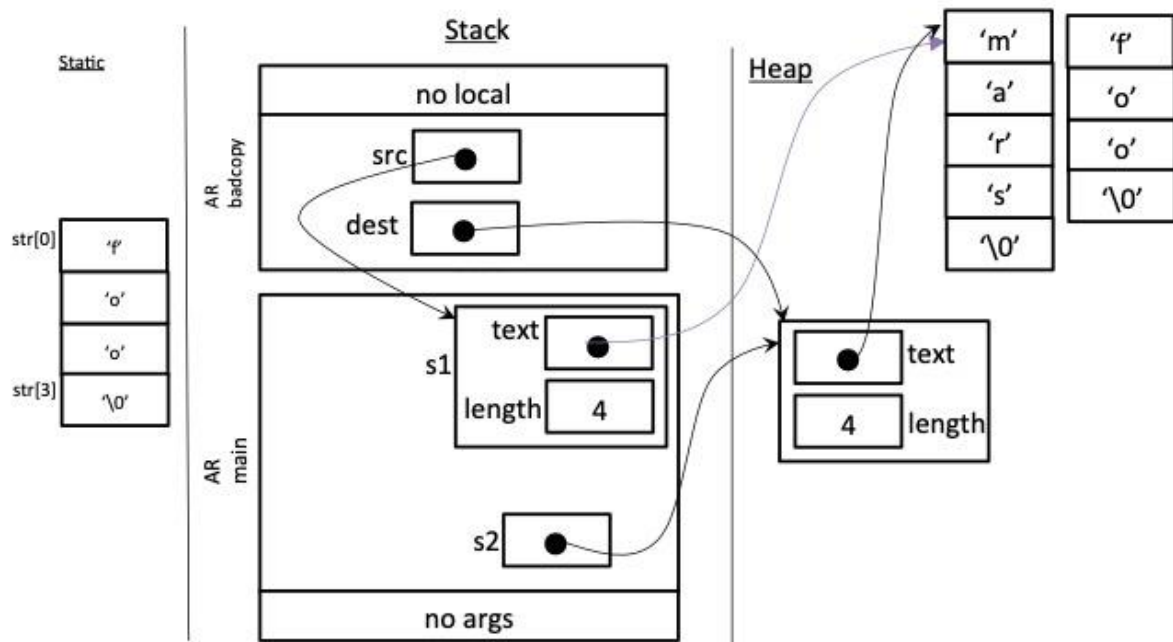 Static
str[0]
‘f’
‘o’
‘o’
str[3]
‘\0’
Stack
AR
badcopy
no local
src
dest
AR
main
s1
text
length
4
s2
no args
Heap
‘m’
‘a’
‘r’
‘s’
‘\0’
‘f’
‘o’
‘o’
‘\0’
text
4
length